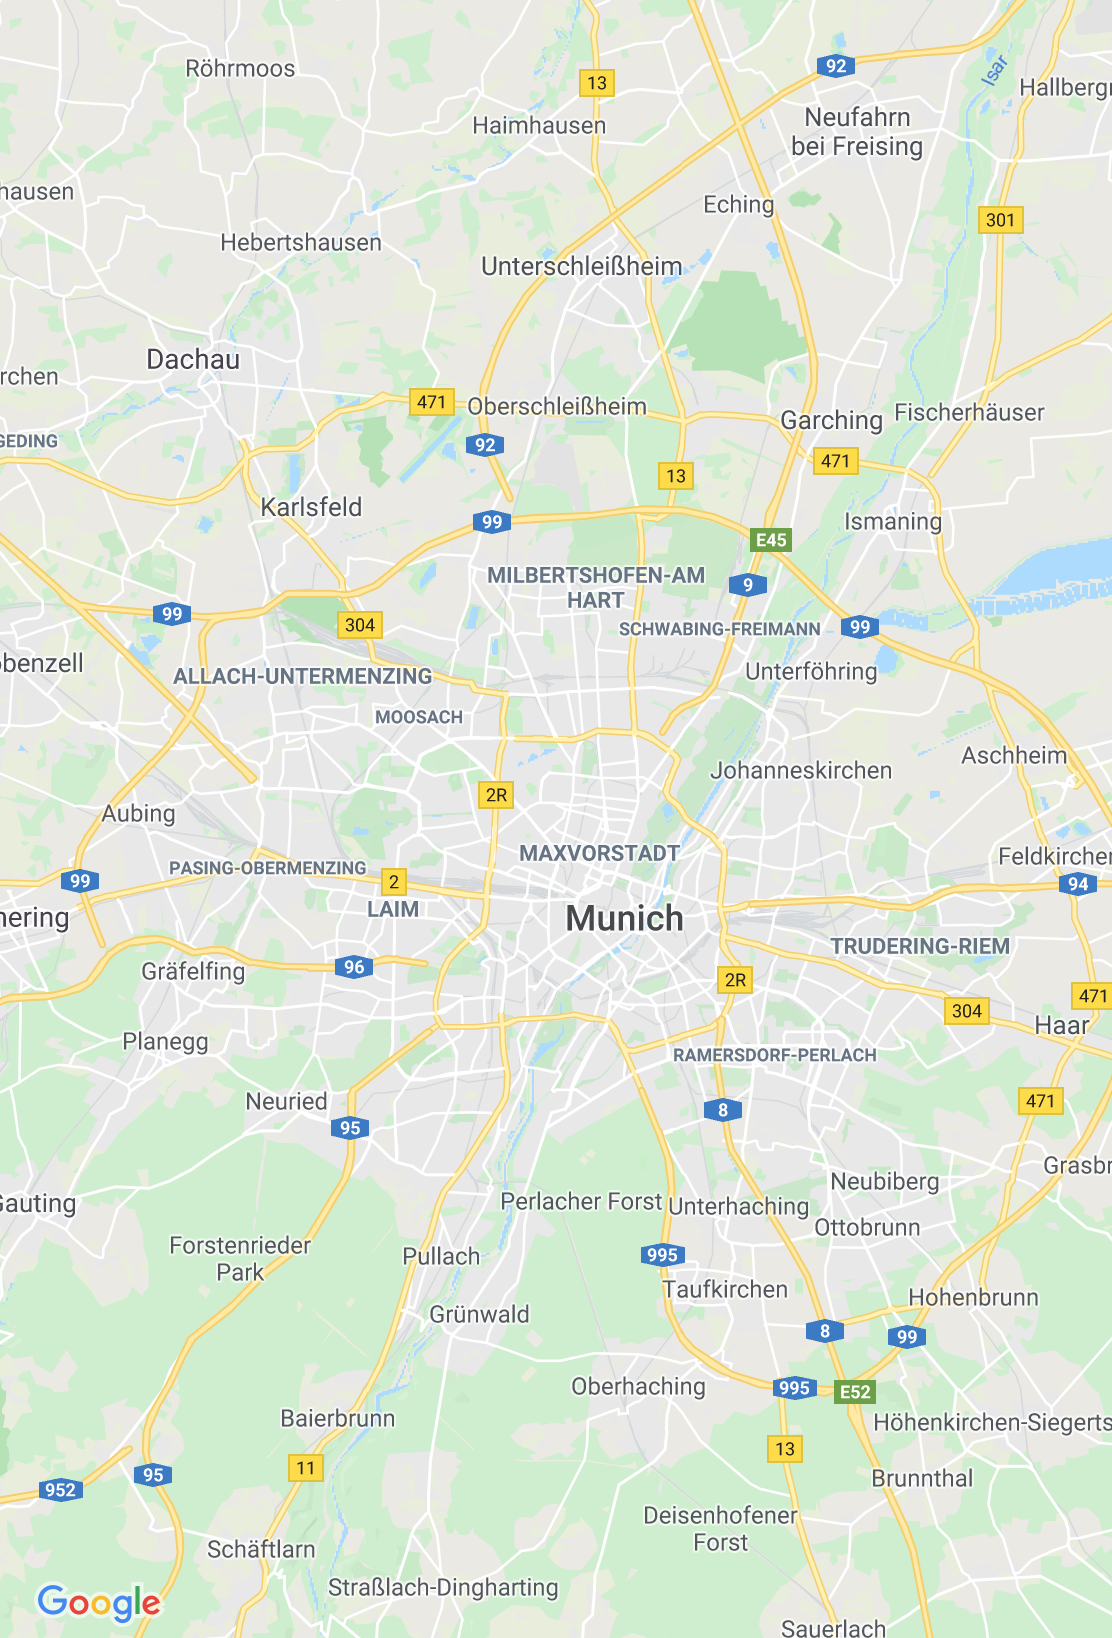 Röhrmoos
13
92
Isar
Hallbergm
Haimhausen
Neufahrn
bei Freising
hausen
Eching
301
Hebertshausen
Unterschleißheim
Dachau
rchen
471
Oberschleißheim
Fischerhäuser
Garching
GEDING
92
471
13
Karlsfeld
99
Ismaning
E45
MILBERTSHOFEN-AM
HART
9
99
304
SCHWABING-FREIMANN
99
benzell
ALLACH-UNTERMENZING
Unterföhring
MOOSACH
Aschheim
Johanneskirchen
2R
Aubing
MAXVORSTADT
Feldkirchen
PASING-OBERMENZING
99
2
94
LAIM
nering
Munich
TRUDERING-RIEM
Gräfelfing
96
2R
471
304
Haar
Planegg
RAMERSDORF-PERLACH
Neuried
471
8
95
Grasbr
Neubiberg
Gauting
Perlacher Forst
Unterhaching
Ottobrunn
Forstenrieder
Park
Pullach
995
Taufkirchen
Hohenbrunn
Grünwald
8
99
Oberhaching
995
E52
Baierbrunn
Höhenkirchen-Siegerts
13
11
95
Brunnthal
952
Deisenhofener
Forst
Schäftlarn
Straßlach-Dingharting
Google
Sauerlach